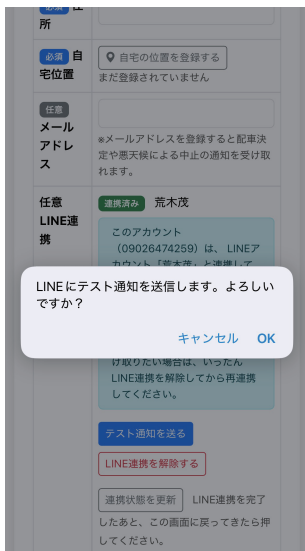 必須 住
所
必須 自
宅位置
自宅の位置を登録する
まだ登録されていません
任意
メール
アドレ
ス
※メールアドレスを登録すると配車決
定や悪天候による中止の通知を受け取
れます。
任意
LINE連
携
連携済み 荒木茂
このアカウント
（09026474259）は、 LINEア
カウント「荒木茂」と連携して
LINEにテスト通知を送信します。よろしい
ですか？
キャンセル OK
け取りたい場合は、いったん
LINE連携を解除してから再連携
してください。
テスト通知を送る
LINE連携を解除する
連携状態を更新 LINE連携を完了
したあと、この画面に戻ってきたら押
してください。